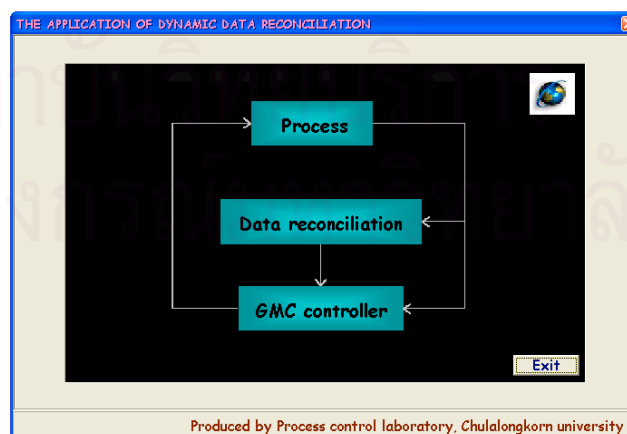 THE APPLICATION OF DYNAMIC DATA RECONCILIATION
Process
Data reconciliation
GMC controller
Exit
Produced by Process control laboratory, Chulalongkorn university